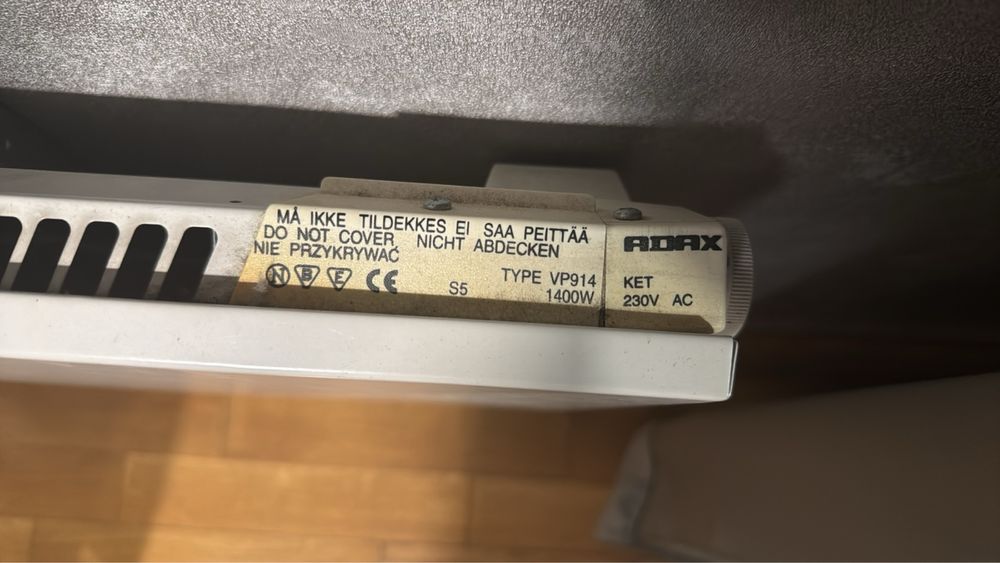 MÅ IKKE TILDEKKES EI SAA PEITTÄÄ
DO NOT COVER NICHT ABDECKEN
NIE PRZYKRYWAĆ
N B E CE S5
TYPE VP914
1400W
ADAX
KET
230V AC